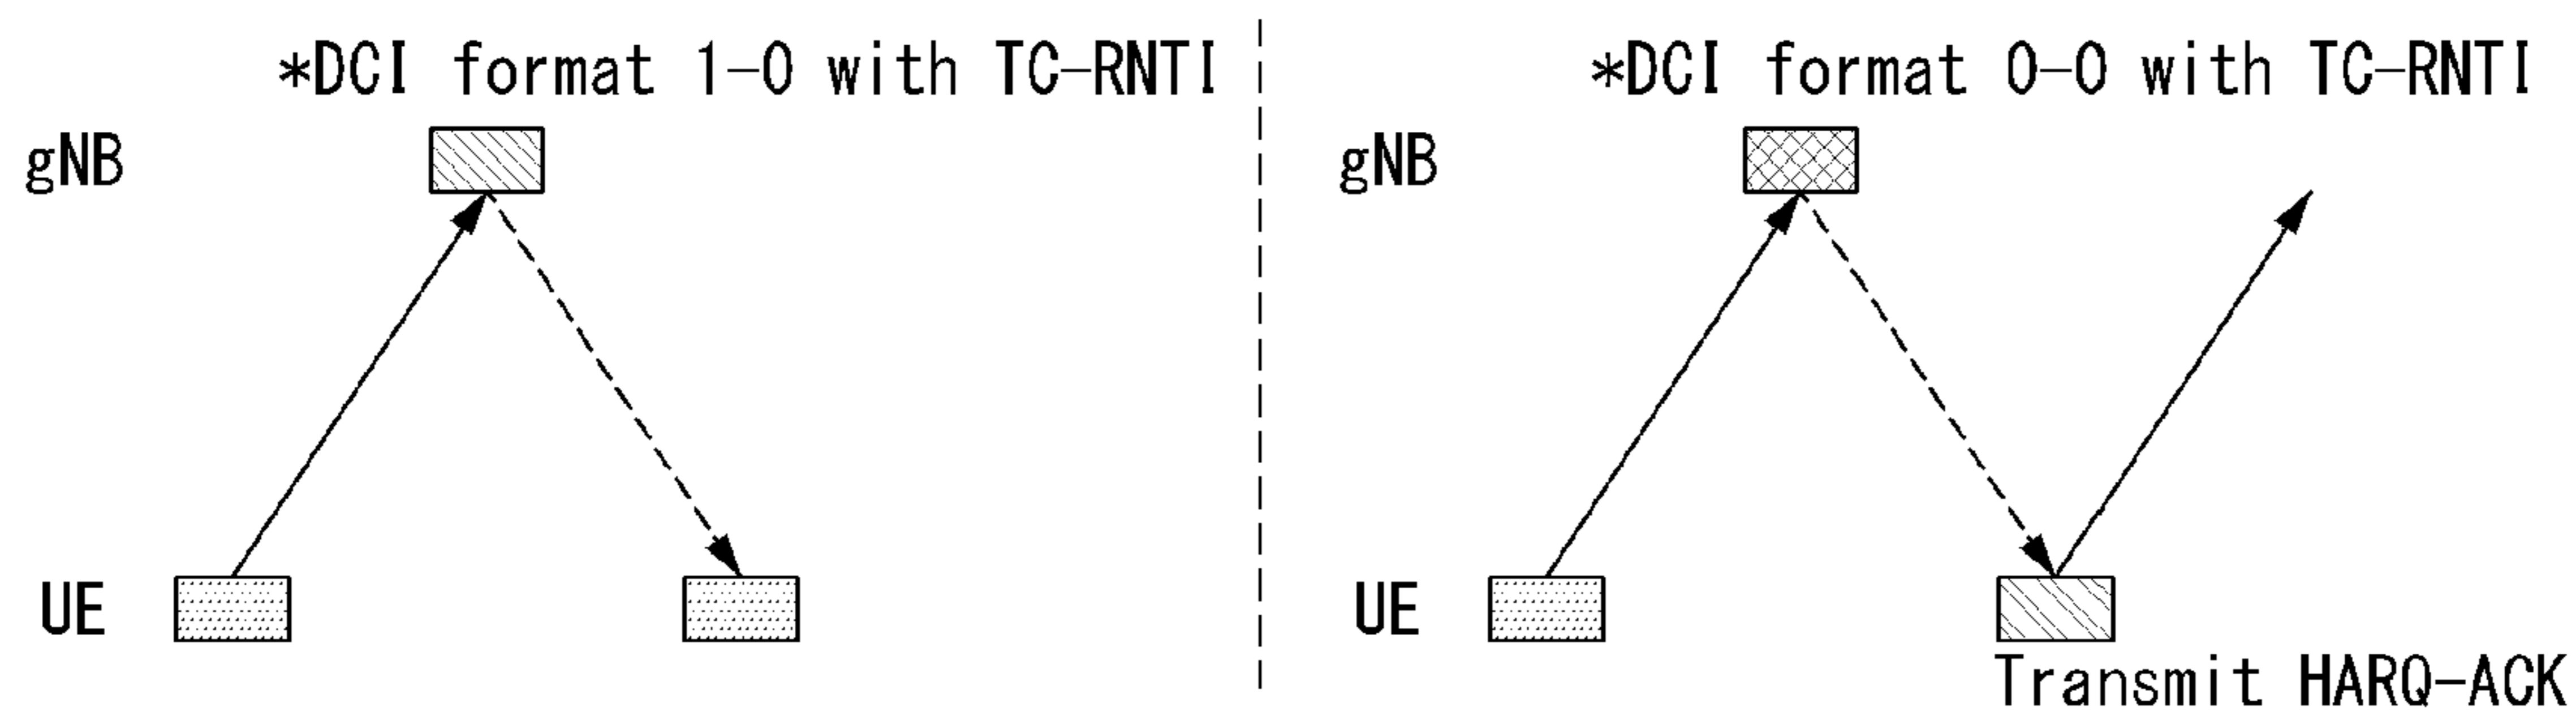 *DCI format 1-0 with TC-RNTI
gNB
UE
*DCI format 0-0 with TC-RNTI
gNB
UE
Transmit HARQ-ACK